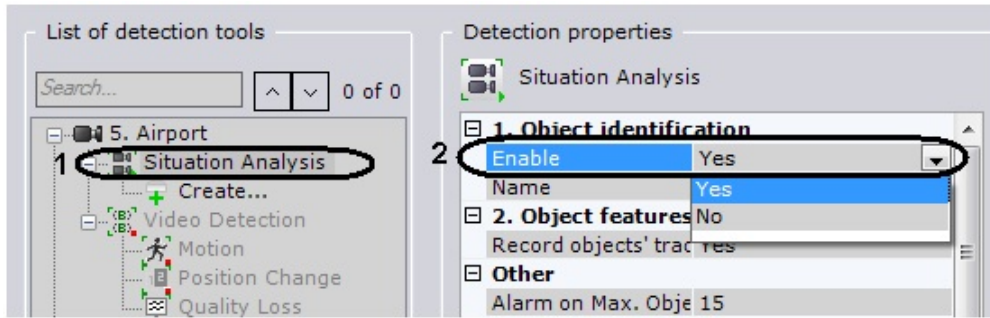 List of detection tools
Search...
0 of 0
5. Airport
1
Situation Analysis
Create...
Video Detection
Motion
Position Change
Quality Loss
Detection properties
Situation Analysis
1. Object identification
2
Enable Yes
Name Yes
2. Object features No
Record objects' trac Yes
Other
Alarm on Max. Obje 15